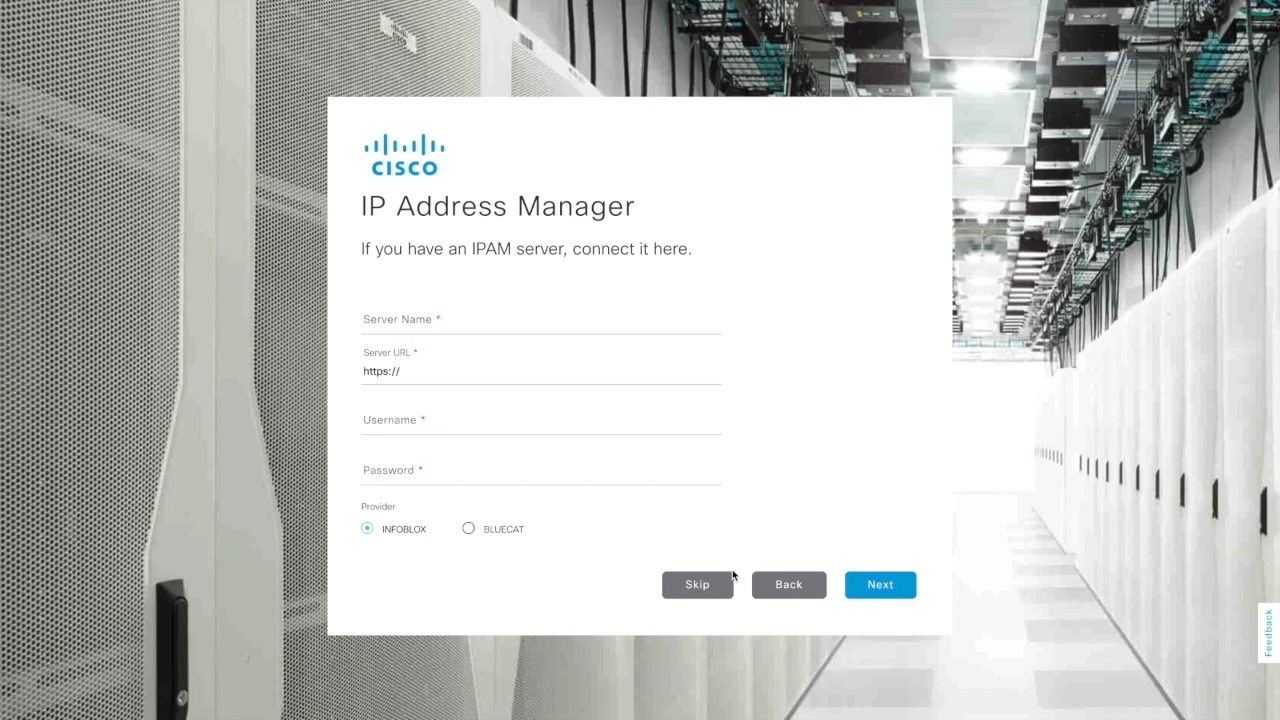 CISCO
IP Address Manager
If you have an IPAM server, connect it here.
Server Name *
Server URL *
https://
Username *
Password *
Provider
INFOBLOX BLUECAT
Skip Back Next
Feedback